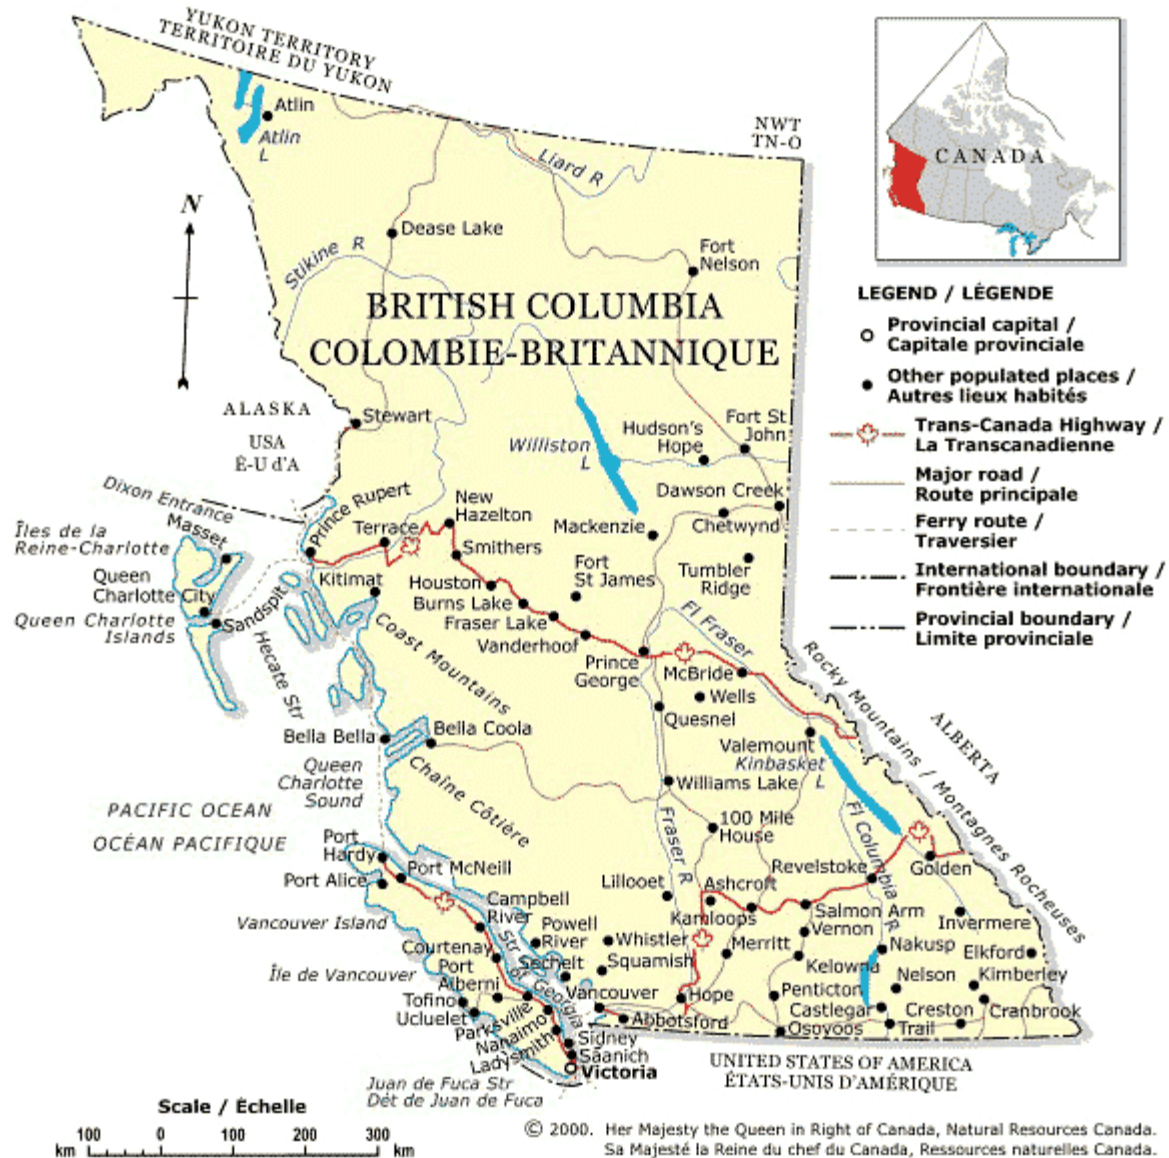 YUKON TERRITORY
TERRITOIRE DU YUKON
NWT
TN-O
CANADA
Atlin
Atlin
L
Liard R
N
Dease Lake
Stikine R
Fort
Nelson
BRITISH COLUMBIA
COLOMBIE-BRITANNIQUE
LEGEND / LÉGENDE
Provincial capital /
Capitale provinciale
Other populated places /
Autres lieux habités
Trans-Canada Highway /
La Transcanadienne
Major road /
Route principale
Ferry route /
Traversier
International boundary /
Frontière internationale
Provincial boundary /
Limite provinciale
ALASKA
USA
É-U d'A
Stewart
Williston
L
Hudson's
Hope
Fort St
John
Dixon Entrance
Prince Rupert
New
Hazelton
Dawson Creek
Chetwynd
Mackenzie
Masset
Îles de la
Reine-Charlotte
Terrace
Smithers
Fort
St James
Tumbler
Ridge
Queen
Charlotte City
Kitimat
Houston
Burns Lake
Fraser Lake
Vanderhoof
Sandspit
Queen Charlotte
Islands
Hecate Str
Coast Mountains
Fl Fraser
Prince
George
McBride
Wells
Quesnel
Rocky Mountains / Montagnes Rocheuses
ALBERTA
Bella Bella
Bella Coola
Valemount
Kinbasket
L
Queen
Charlotte
Sound
Chaîne Côtière
Williams Lake
PACIFIC OCEAN
OCÉAN PACIFIQUE
100 Mile
House
Fraser R
Fl Columbia R
Port
Hardy
Port McNeill
Port Alice
Revelstoke
Golden
Lillooet
Ashcroft
Kamloops
Salmon Arm
Vernon
Invermere
Vancouver Island
Campbell
River
Powell
River
Whistler
Merritt
Nakusp
Elkford
Courtenay
Str of Georgia
Sechelt
Squamish
Kelowna
Nelson
Kimberley
Île de Vancouver
Port
Alberni
Tofino
Ucluelet
Vancouver
Hope
Penticton
Castlegar
Creston
Cranbrook
Parksville
Nanaimo
Ladysmith
Abbotsford
Osoyoos
Trail
Sidney
Saanich
Victoria
UNITED STATES OF AMERICA
ÉTATS-UNIS D'AMÉRIQUE
Juan de Fuca Str
Dét de Juan de Fuca
Scale / Échelle
100 0 100 200 300
km km
© 2000. Her Majesty the Queen in Right of Canada, Natural Resources Canada.
Sa Majesté la Reine du chef du Canada, Ressources naturelles Canada.